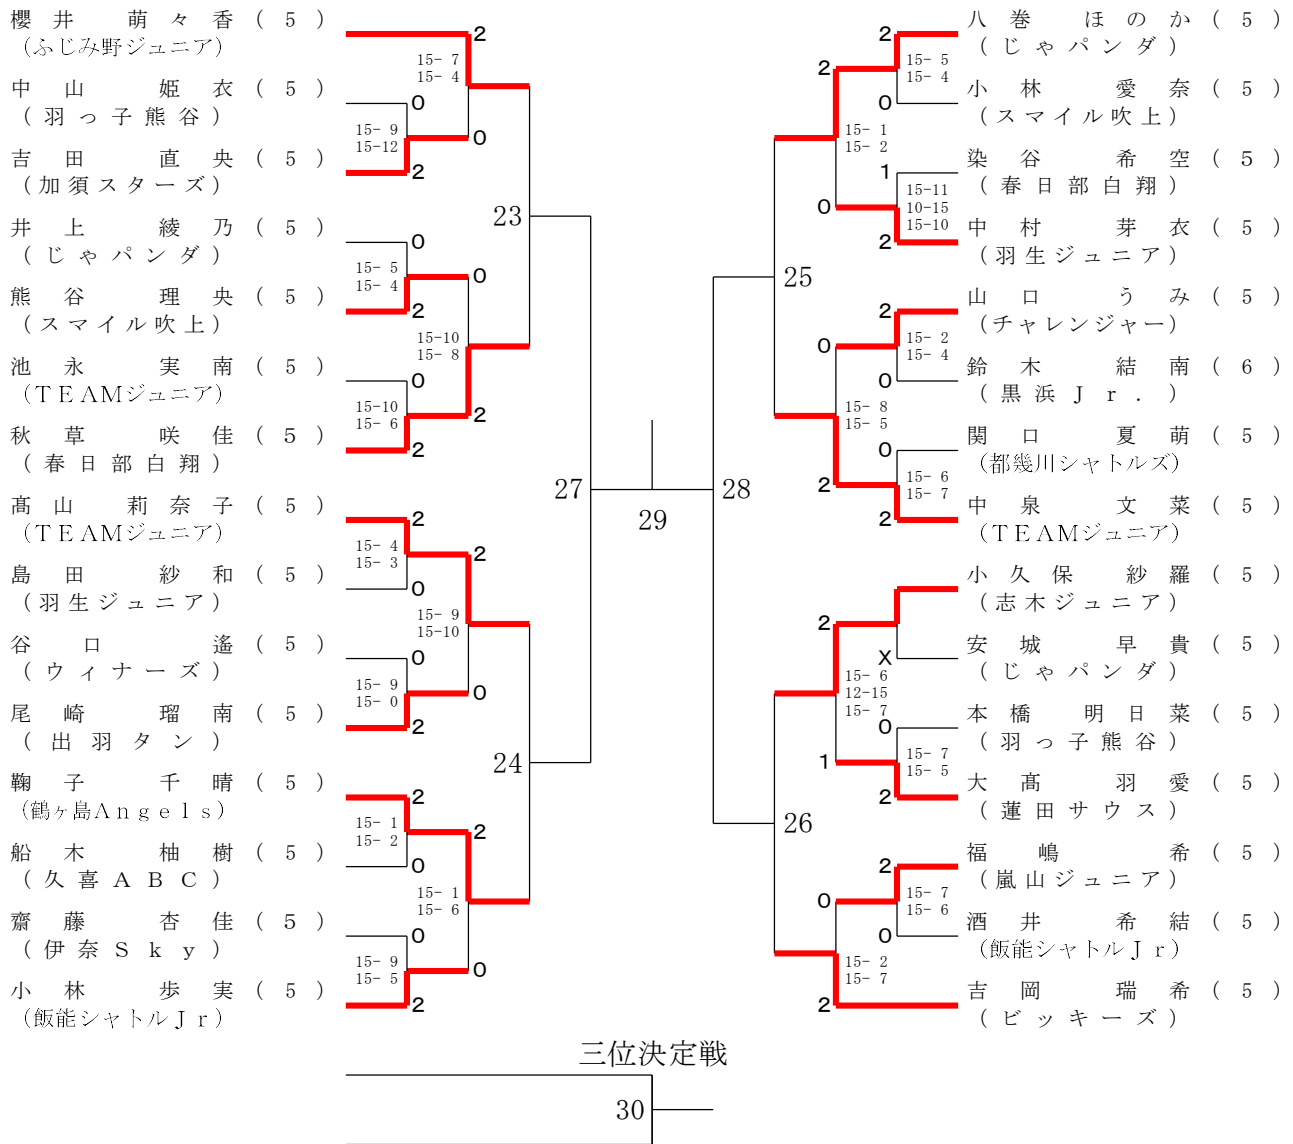 櫻井 萌々香 ( 5 )
(ふじみ野ジュニア)
中山 姫衣 ( 5 )
(羽っ子熊谷)
吉田 直央 ( 5 )
(加須スターズ)
井上 綾乃 ( 5 )
(じゃパンダ)
熊谷 理央 ( 5 )
(スマイル吹上)
池永 実南 ( 5 )
(TEAMジュニア)
秋草 咲佳 ( 5 )
(春日部白翔)
髙山 莉奈子 ( 5 )
(TEAMジュニア)
島田 紗和 ( 5 )
(羽生ジュニア)
谷口 遙 ( 5 )
(ウィナーズ)
尾崎 瑠南 ( 5 )
(出羽タン)
鞠子 千晴 ( 5 )
(鶴ヶ島Angels)
船木 柚樹 ( 5 )
(久喜ABC)
齋藤 杏佳 ( 5 )
(伊奈Sky)
小林 歩実 ( 5 )
(飯能シャトルJr)
2
15- 7
15- 4
0
15- 9
15-12
0
2
23
0
15- 5
15- 4
0
2
15-10
15- 8
0
15-10
15- 6
2
2
27
2
15- 4
15- 3
2
0
15- 9
15-10
0
15- 9
15- 0
0
2
24
2
15- 1
15- 2
2
0
15- 1
15- 6
0
15- 9
15- 5
0
2
29
28
2
15- 5
15- 4
2
0
15- 1
15- 2
1
15-11
10-15
15-10
0
2
25
2
15- 2
15- 4
0
0
15- 8
15- 5
0
15- 6
15- 7
2
2
2
X
15- 6
12-15
15- 7
0
15- 7
15- 5
1
2
26
2
15- 7
15- 6
0
0
15- 2
15- 7
2
八巻 ほのか ( 5 )
(じゃパンダ)
小林 愛奈 ( 5 )
(スマイル吹上)
染谷 希空 ( 5 )
(春日部白翔)
中村 芽衣 ( 5 )
(羽生ジュニア)
山口 うみ ( 5 )
(チャレンジャー)
鈴木 結南 ( 6 )
(黒浜Jr.)
関口 夏萌 ( 5 )
(都幾川シャトルズ)
中泉 文菜 ( 5 )
(TEAMジュニア)
小久保 紗羅 ( 5 )
(志木ジュニア)
安城 早貴 ( 5 )
(じゃパンダ)
本橋 明日菜 ( 5 )
(羽っ子熊谷)
大髙 羽愛 ( 5 )
(蓮田サウス)
福嶋 希 ( 5 )
(嵐山ジュニア)
酒井 希結 ( 5 )
(飯能シャトルJr)
吉岡 瑞希 ( 5 )
(ビッキーズ)
三位決定戦
30